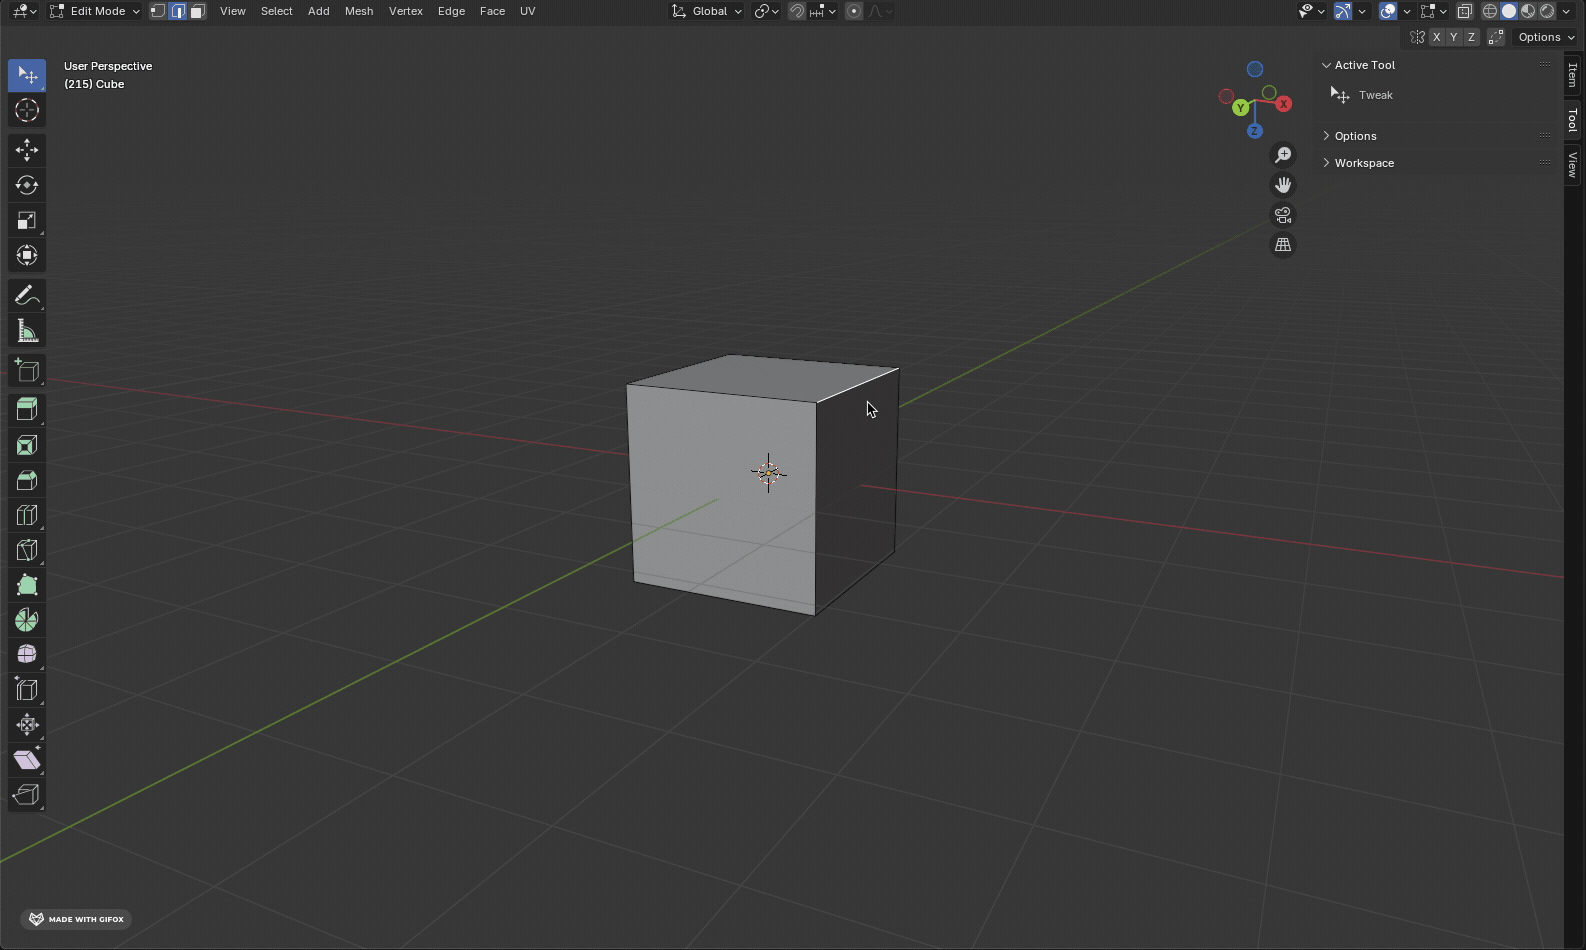 Edit Mode View Select Add Mesh Vertex Edge Face UV Global
X Y Z Options
User Perspective
(215) Cube
Active Tool
Tweak
Options
Workspace
Item
Tool
View
Y X
Z
MADE WITH GIFOX